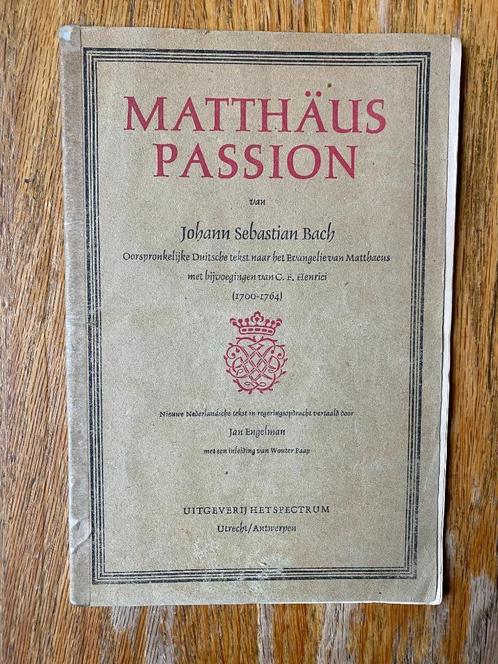 MATTHÄUS
PASSION
van
Johann Sebastian Bach
Oorspronkelijke Duitsche tekst naar het Evangelie van Matthaeus
met bijvoegingen van C. F. Henrici
(1700-1764)
Nieuwe Nederlandsche tekst in regeringsopdracht vertaald door
Jan Engelman
met een inleiding van Wouter Paap
UITGEVERIJ HET SPECTRUM
Utrecht/Antwerpen